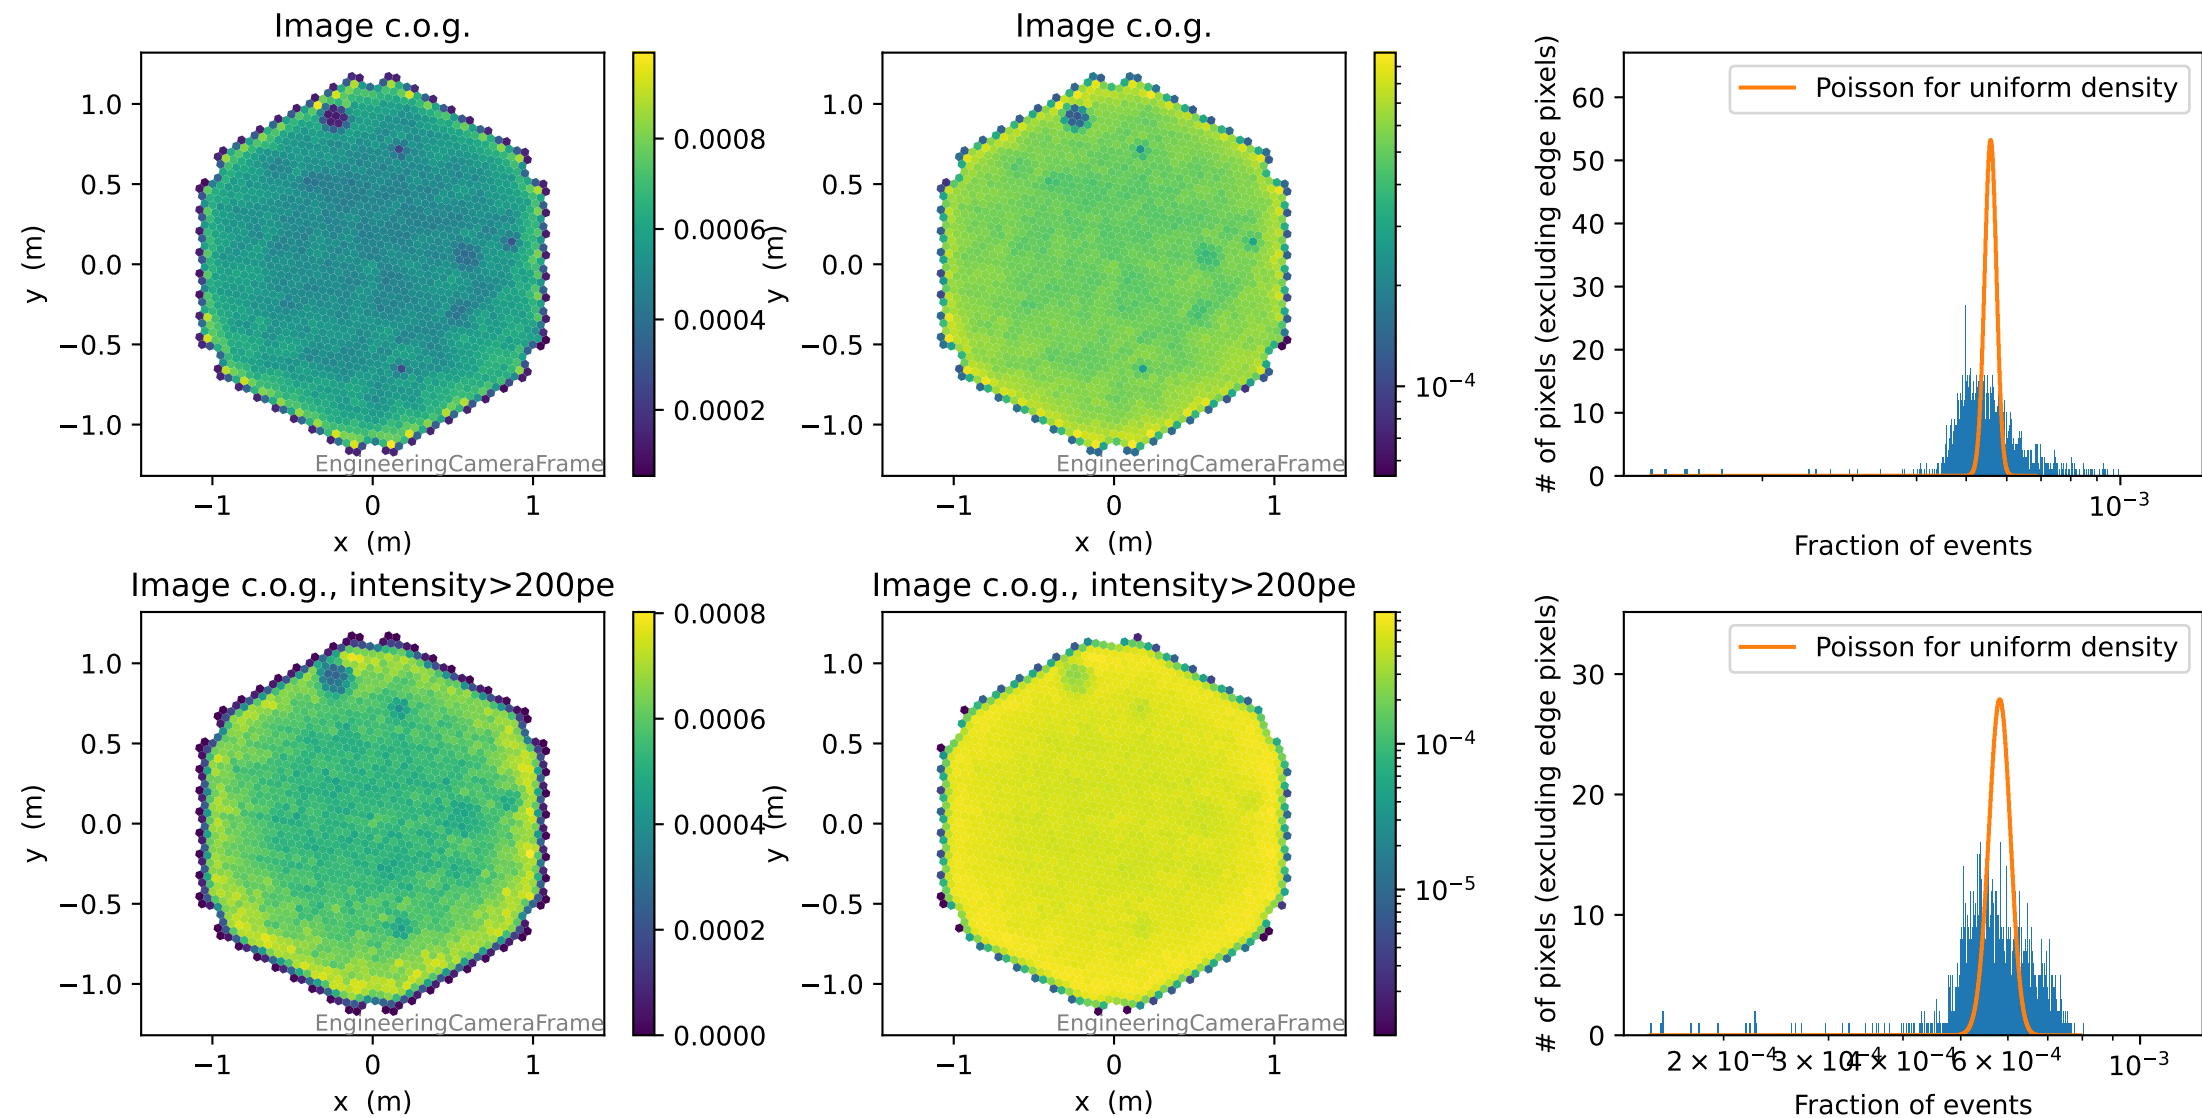 Image c.o.g.
1.0
0.5
0.0
−0.5
−1.0
y (m)
−1
0
1
x (m)
EngineeringCameraFrame
0.0008
0.0006
0.0004
0.0002
Image c.o.g.
1.0
0.5
0.0
−0.5
−1.0
y (m)
−1
0
1
x (m)
EngineeringCameraFrame
10⁻⁴
# of pixels (excluding edge pixels)
60
50
40
30
20
10
0
Poisson for uniform density
10⁻³
Fraction of events
Image c.o.g., intensity>200pe
1.0
0.5
0.0
−0.5
−1.0
y (m)
−1
0
1
x (m)
EngineeringCameraFrame
0.0008
0.0006
0.0004
0.0002
0.0000
Image c.o.g., intensity>200pe
1.0
0.5
0.0
−0.5
−1.0
y (m)
−1
0
1
x (m)
EngineeringCameraFrame
10⁻⁴
10⁻⁵
# of pixels (excluding edge pixels)
30
20
10
0
Poisson for uniform density
2 × 10⁻⁴
3 × 10⁻⁴
4 × 10⁻⁴
6 × 10⁻⁴
10⁻³
Fraction of events